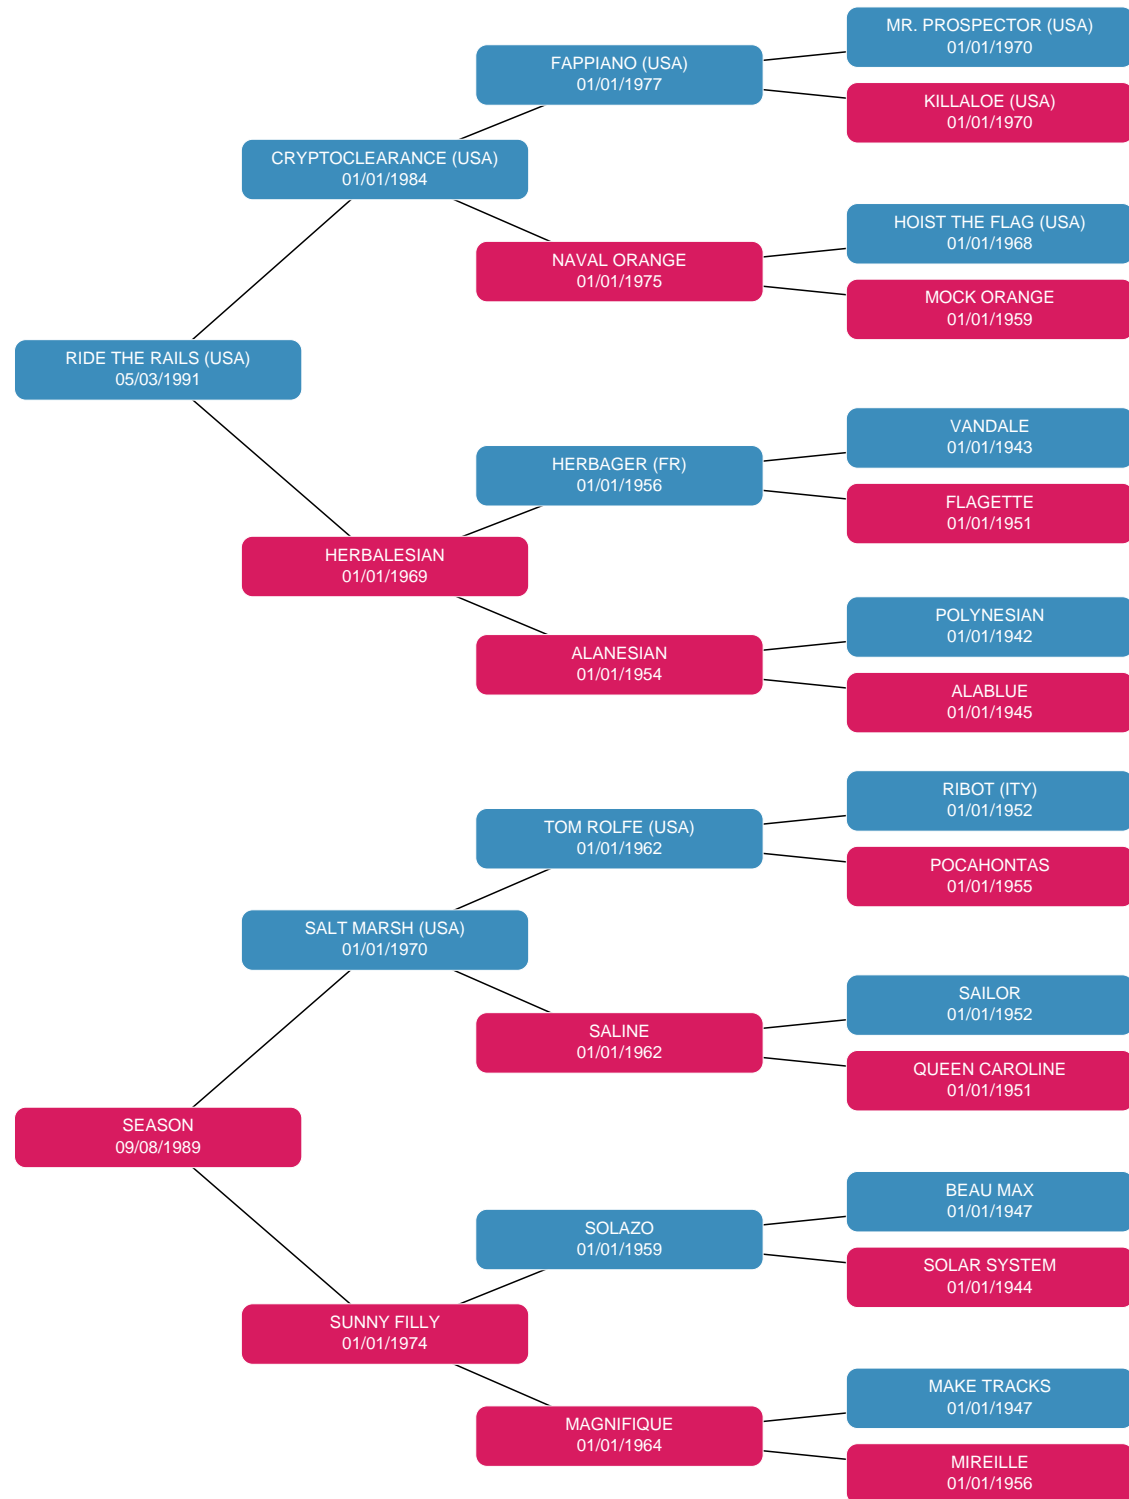 MR. PROSPECTOR (USA)
01/01/1970
FAPPIANO (USA)
01/01/1977
KILLALOE (USA)
01/01/1970
CRYPTOCLEARANCE (USA)
01/01/1984
HOIST THE FLAG (USA)
01/01/1968
NAVAL ORANGE
01/01/1975
MOCK ORANGE
01/01/1959
RIDE THE RAILS (USA)
05/03/1991
VANDALE
01/01/1943
HERBAGER (FR)
01/01/1956
FLAGETTE
01/01/1951
HERBALESIAN
01/01/1969
POLYNESIAN
01/01/1942
ALANESIAN
01/01/1954
ALABLUE
01/01/1945
RIBOT (ITY)
01/01/1952
TOM ROLFE (USA)
01/01/1962
POCAHONTAS
01/01/1955
SALT MARSH (USA)
01/01/1970
SAILOR
01/01/1952
SALINE
01/01/1962
QUEEN CAROLINE
01/01/1951
SEASON
09/08/1989
BEAU MAX
01/01/1947
SOLAZO
01/01/1959
SOLAR SYSTEM
01/01/1944
SUNNY FILLY
01/01/1974
MAKE TRACKS
01/01/1947
MAGNIFIQUE
01/01/1964
MIREILLE
01/01/1956